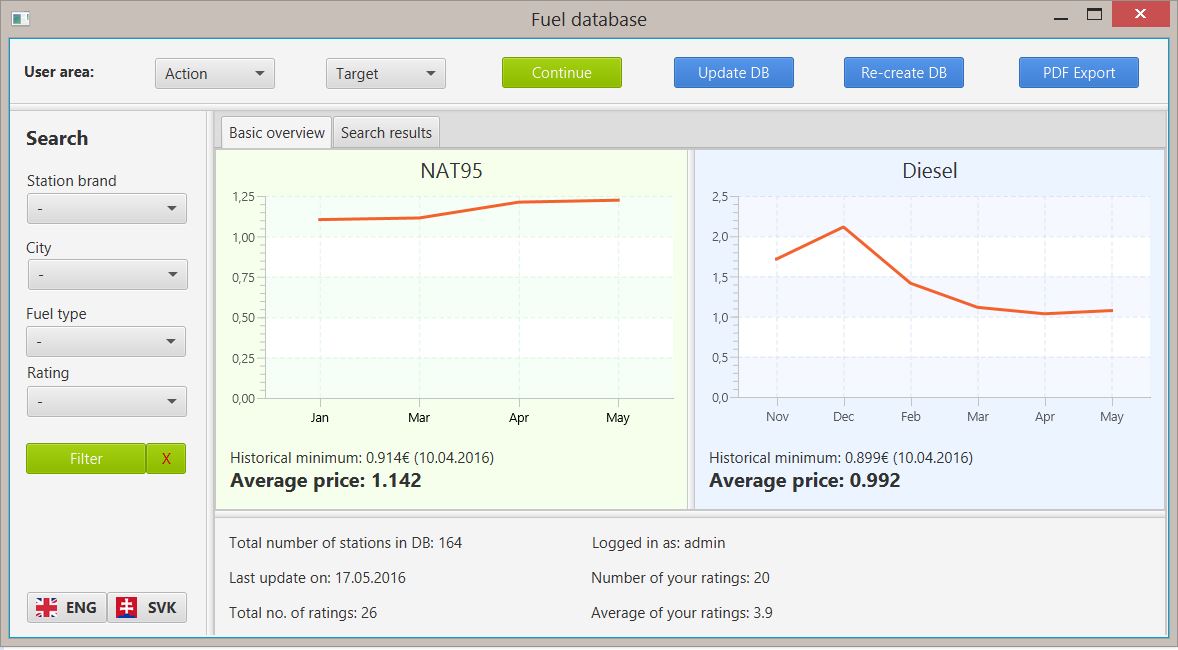 Fuel database
User area:
Action
Target
Continue
Update DB
Re-create DB
PDF Export
Search
Station brand
-
City
-
Fuel type
-
Rating
-
Filter
X
ENG
SVK
Basic overview
Search results
NAT95
1,25
1,00
0,75
0,50
0,25
0,00
Jan
Mar
Apr
May
Historical minimum: 0.914€ (10.04.2016)
Average price: 1.142
Diesel
2,5
2,0
1,5
1,0
0,5
0,0
Nov
Dec
Feb
Mar
Apr
May
Historical minimum: 0.899€ (10.04.2016)
Average price: 0.992
Total number of stations in DB: 164
Last update on: 17.05.2016
Total no. of ratings: 26
Logged in as: admin
Number of your ratings: 20
Average of your ratings: 3.9